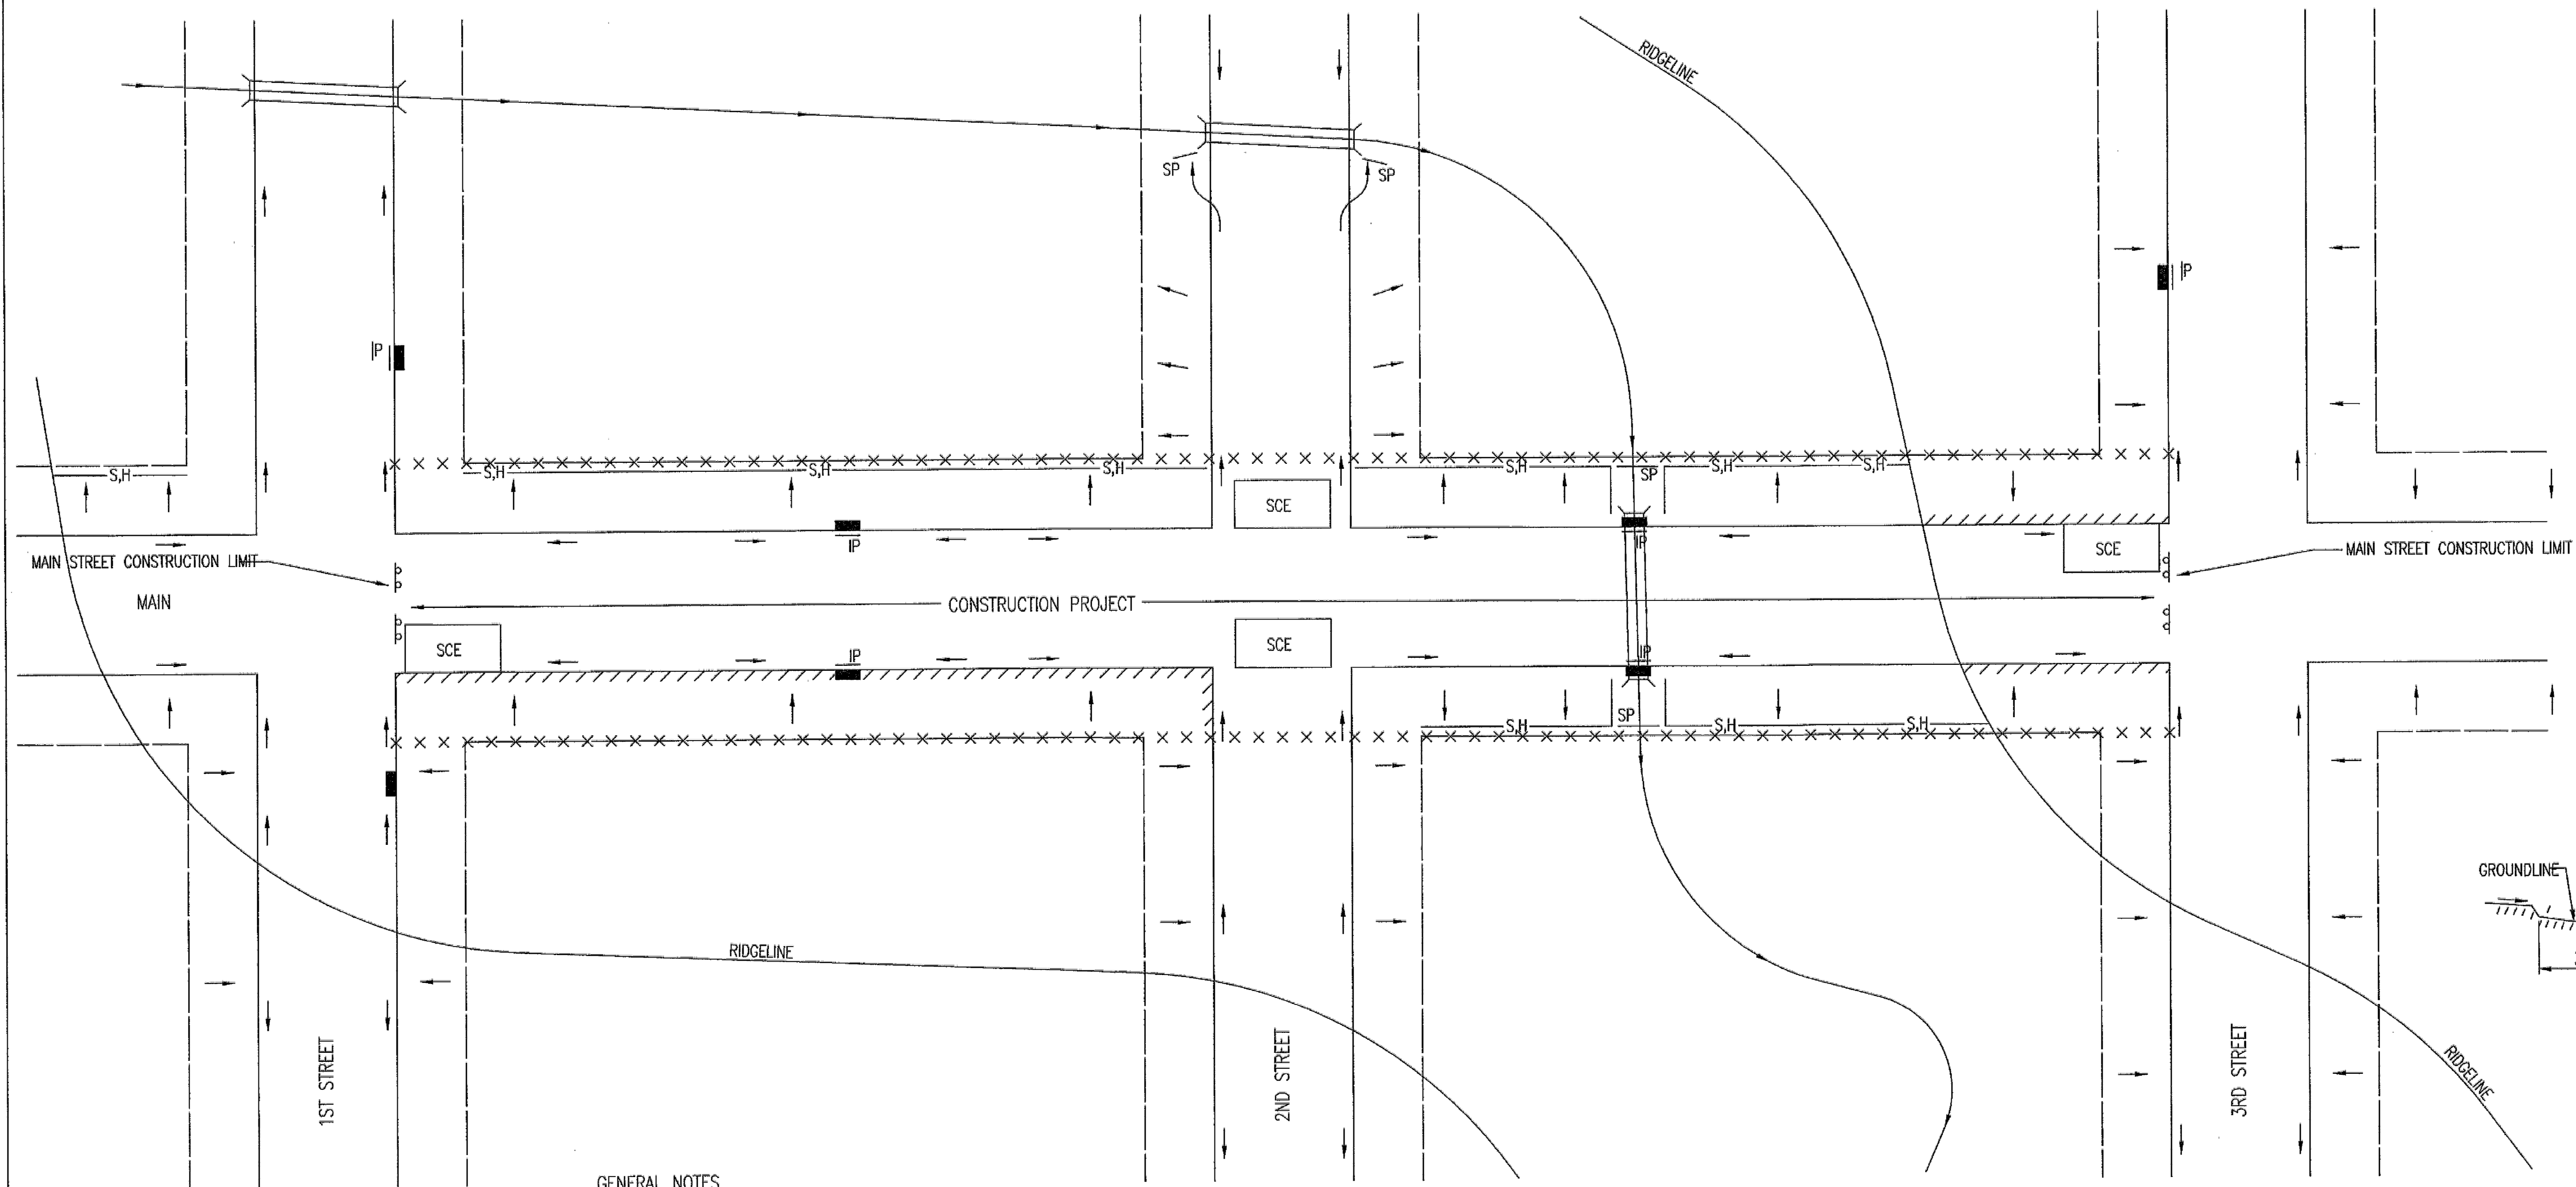 RIDGELINE
SP
SP
IP
IP
S,H
S,H
S,H
S,H
S,H
SP
S,H
S,H
SCE
IP
IP
SCE
MAIN STREET CONSTRUCTION LIMIT
MAIN STREET CONSTRUCTION LIMIT
MAIN
CONSTRUCTION PROJECT
SCE
SCE
IP
IP
SP
S,H
S,H
S,H
GROUNDLINE
RIDGELINE
1ST STREET
2ND STREET
3RD STREET
RIDGELINE
GENERAL NOTES